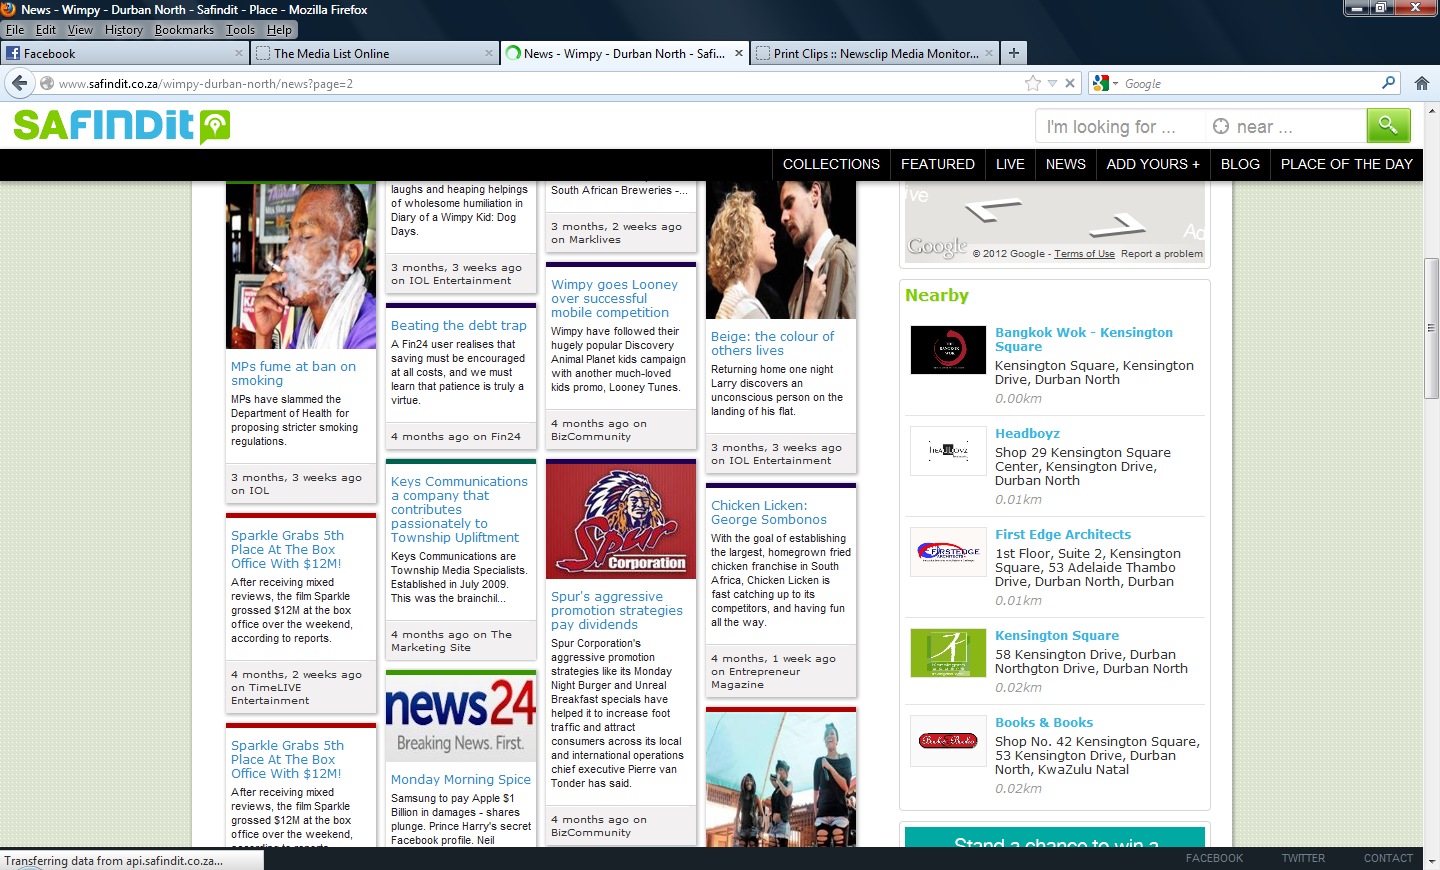 News - Wimpy - Durban North - Safindit - Place - Mozilla Firefox
File Edit View History Bookmarks Tools Help
Facebook
The Media List Online
News - Wimpy - Durban North - Safi...
Print Clips :: Newsclip Media Monitor...
www.safindit.co.za/wimpy-durban-north/news?page=2
Google
SAFINDit
I'm looking for ...
near ...
COLLECTIONS
FEATURED
LIVE
NEWS
ADD YOURS +
BLOG
PLACE OF THE DAY
MPs fume at ban on
smoking
MPs have slammed the
Department of Health for
proposing stricter smoking
regulations.
3 months, 3 weeks ago
on IOL
Sparkle Grabs 5th
Place At The Box
Office With $12M!
After receiving mixed
reviews, the film Sparkle
grossed $12M at the box
office over the weekend,
according to reports.
4 months, 2 weeks ago
on TimeLIVE
Entertainment
Sparkle Grabs 5th
Place At The Box
Office With $12M!
After receiving mixed
reviews, the film Sparkle
grossed $12M at the box
office over the weekend,
according to reports.
laughs and heaping helpings
of wholesome humiliation in
Diary of a Wimpy Kid: Dog
Days.
3 months, 3 weeks ago
on IOL Entertainment
Beating the debt trap
A Fin24 user realises that
saving must be encouraged
at all costs, and we must
learn that patience is truly a
virtue.
4 months ago on Fin24
Keys Communications
a company that
contributes
passionately to
Township Upliftment
Keys Communications are
Township Media Specialists.
Established in July 2009.
This was the brainchil...
4 months ago on The
Marketing Site
news24
Breaking News. First.
Monday Morning Spice
Samsung to pay Apple $1
Billion in damages - shares
plunge. Prince Harry's secret
Facebook profile. Neil
South African Breweries -...
3 months, 2 weeks ago
on Marklives
Wimpy goes Looney
over successful
mobile competition
Wimpy have followed their
hugely popular Discovery
Animal Planet kids campaign
with another much-loved
kids promo, Looney Tunes.
4 months ago on
BizCommunity
Spur
Corporation
Spur's aggressive
promotion strategies
pay dividends
Spur Corporation's
aggressive promotion
strategies like its Monday
Night Burger and Unreal
Breakfast specials have
helped it to increase foot
traffic and attract
consumers across its local
and international operations
chief executive Pierre van
Tonder has said.
4 months ago on
BizCommunity
Beige: the colour of
others lives
Returning home one night
Larry discovers an
unconscious person on the
landing of his flat.
3 months, 3 weeks ago
on IOL Entertainment
Chicken Licken:
George Sombonos
With the goal of establishing
the largest, homegrown fried
chicken franchise in South
Africa, Chicken Licken is
fast catching up to its
competitors, and having fun
all the way.
4 months, 1 week ago
on Entrepreneur
Magazine
Google
© 2012 Google - Terms of Use Report a problem
Nearby
Bangkok Wok - Kensington
Square
Kensington Square, Kensington
Drive, Durban North
0.00km
Headboyz
Shop 29 Kensington Square
Center, Kensington Drive,
Durban North
0.01km
FIRSTEDGE
First Edge Architects
1st Floor, Suite 2, Kensington
Square, 53 Adelaide Thambo
Drive, Durban North, Durban
0.01km
Kensington Square
58 Kensington Drive, Durban
Northgton Drive, Durban North
0.02km
Books & Books
Shop No. 42 Kensington Square,
53 Kensington Drive, Durban
North, KwaZulu Natal
0.02km
Stand a chance to win a
Transferring data from api.safindit.co.za...
FACEBOOK
TWITTER
CONTACT